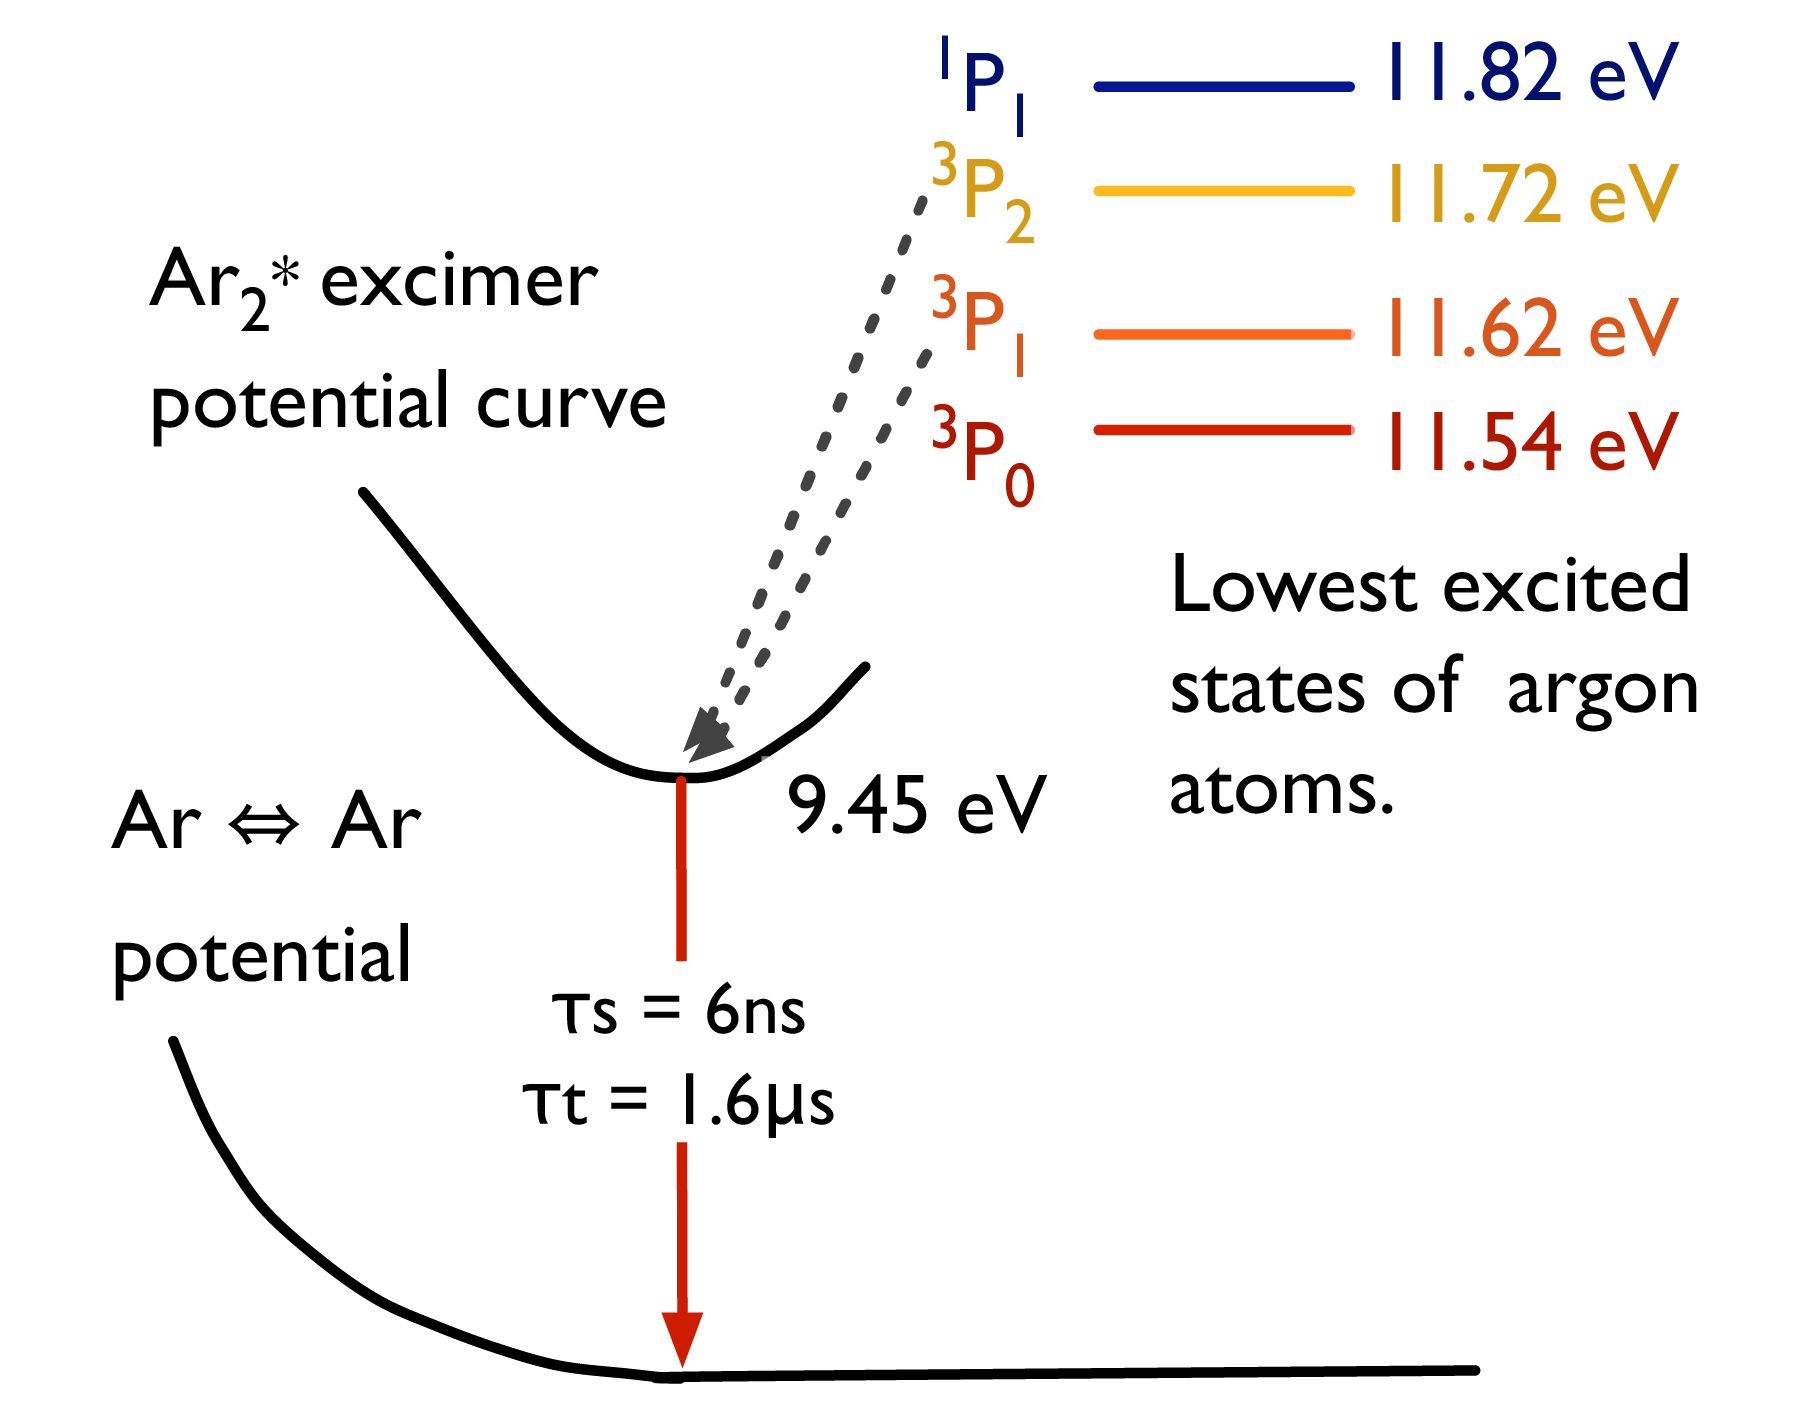 ¹P₁ 11.82 eV
³P₂ 11.72 eV
³P₁ 11.62 eV
³P₀ 11.54 eV
Ar₂* excimer
potential curve
Lowest excited
states of argon
atoms.
9.45 eV
Ar ⇔ Ar
potential
τs = 6ns
τt = 1.6µs